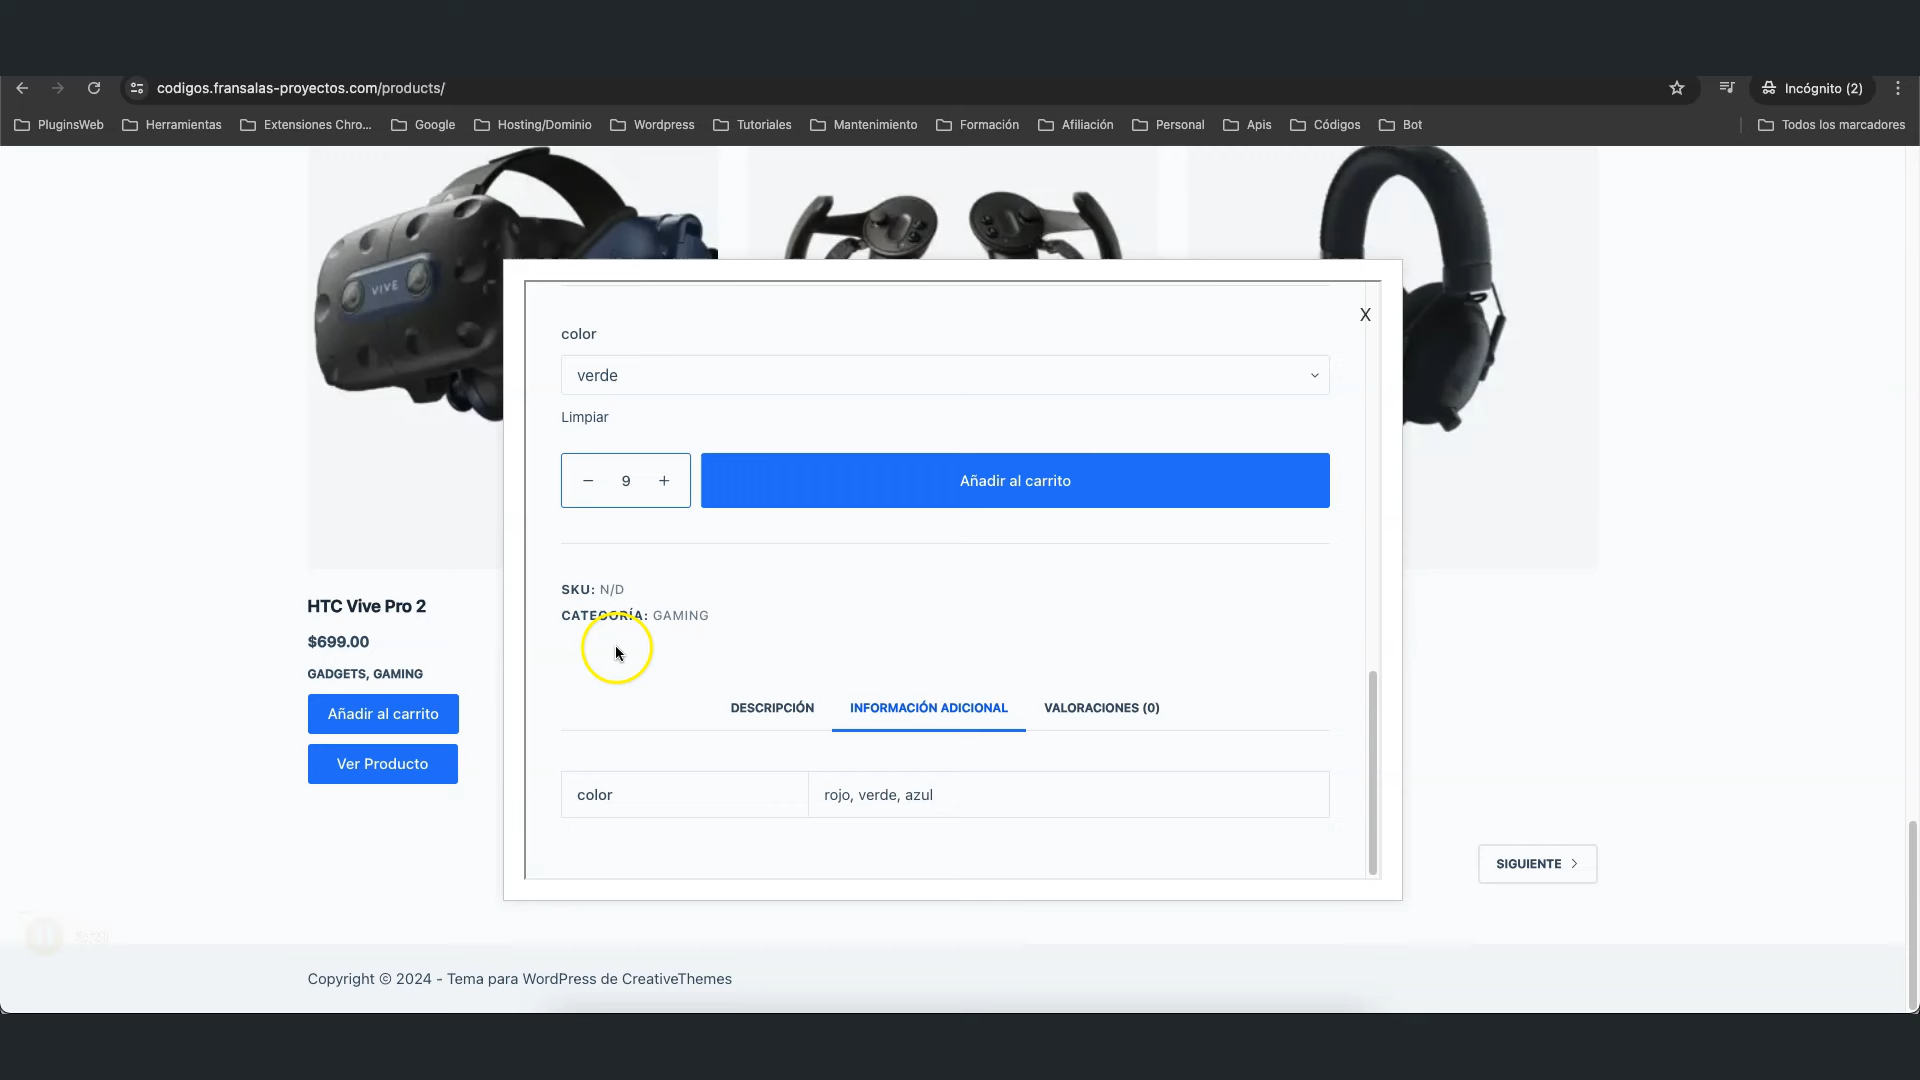 codigos.fransalas-proyectos.com/products/
Incógnito (2)
PluginsWeb
Herramientas
Extensiones Chro...
Google
Hosting/Dominio
Wordpress
Tutoriales
Mantenimiento
Formación
Afiliación
Personal
Apis
Códigos
Bot
Todos los marcadores
VIVE
X
color
verde
Limpiar
− 9 +
Añadir al carrito
SKU: N/D
CATEGORÍA: GAMING
DESCRIPCIÓN
INFORMACIÓN ADICIONAL
VALORACIONES (0)
color
rojo, verde, azul
HTC Vive Pro 2
$699.00
GADGETS, GAMING
Añadir al carrito
Ver Producto
SIGUIENTE
Copyright © 2024 - Tema para WordPress de CreativeThemes